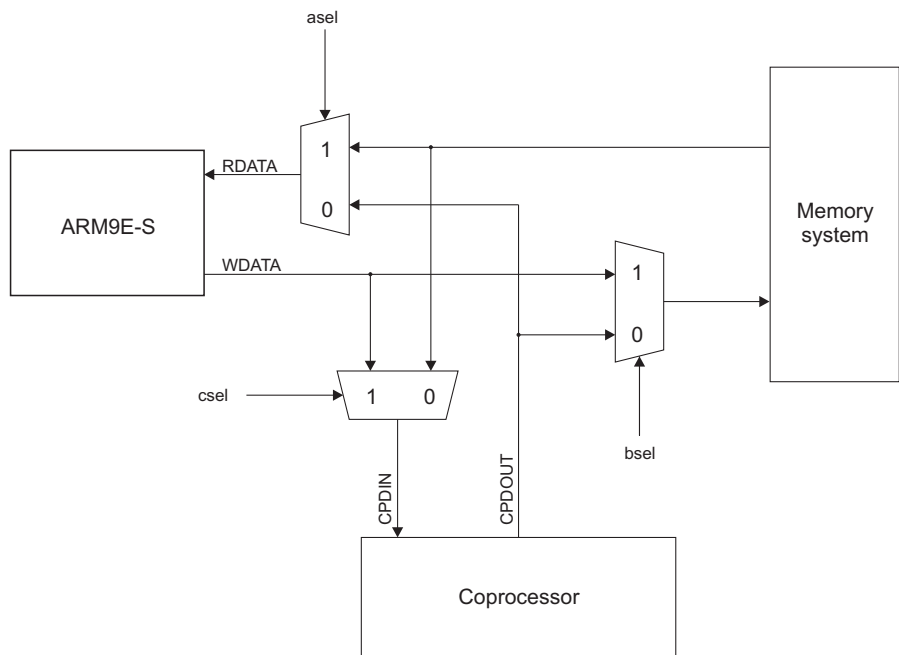 asel
1
RDATA
0
ARM9E-S
Memory
system
WDATA
1
0
csel
1 0
bsel
CPDIN
CPDOUT
Coprocessor